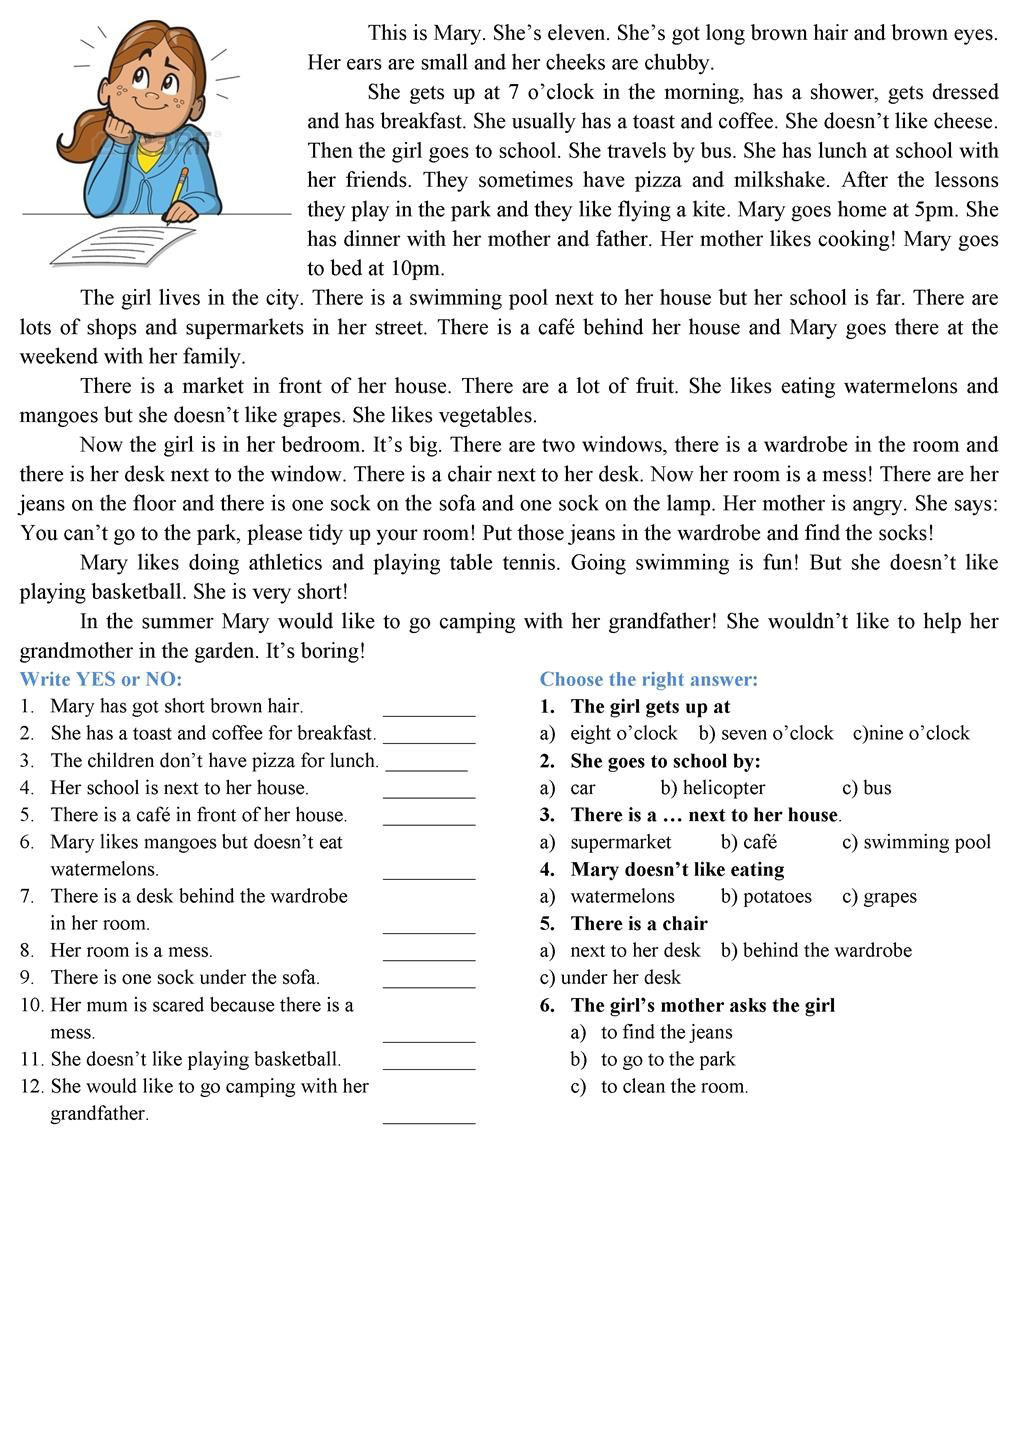 This is Mary. She's eleven. She's got long brown hair and brown eyes.
Her ears are small and her cheeks are chubby.
She gets up at 7 o'clock in the morning, has a shower, gets dressed
and has breakfast. She usually has a toast and coffee. She doesn't like cheese.
Then the girl goes to school. She travels by bus. She has lunch at school with
her friends. They sometimes have pizza and milkshake. After the lessons
they play in the park and they like flying a kite. Mary goes home at 5pm. She
has dinner with her mother and father. Her mother likes cooking! Mary goes
to bed at 10pm.
The girl lives in the city. There is a swimming pool next to her house but her school is far. There are
lots of shops and supermarkets in her street. There is a café behind her house and Mary goes there at the
weekend with her family.
There is a market in front of her house. There are a lot of fruit. She likes eating watermelons and
mangoes but she doesn't like grapes. She likes vegetables.
Now the girl is in her bedroom. It's big. There are two windows, there is a wardrobe in the room and
there is her desk next to the window. There is a chair next to her desk. Now her room is a mess! There are her
jeans on the floor and there is one sock on the sofa and one sock on the lamp. Her mother is angry. She says:
You can't go to the park, please tidy up your room! Put those jeans in the wardrobe and find the socks!
Mary likes doing athletics and playing table tennis. Going swimming is fun! But she doesn't like
playing basketball. She is very short!
In the summer Mary would like to go camping with her grandfather! She wouldn't like to help her
grandmother in the garden. It's boring!
Write YES or NO:
1. Mary has got short brown hair. _________
2. She has a toast and coffee for breakfast. _________
3. The children don't have pizza for lunch. ________
4. Her school is next to her house. _________
5. There is a café in front of her house. _________
6. Mary likes mangoes but doesn't eat
watermelons. _________
7. There is a desk behind the wardrobe
in her room. _________
8. Her room is a mess. _________
9. There is one sock under the sofa. _________
10. Her mum is scared because there is a
mess. _________
11. She doesn't like playing basketball. _________
12. She would like to go camping with her
grandfather. _________
Choose the right answer:
1. The girl gets up at
a) eight o'clock b) seven o'clock c)nine o'clock
2. She goes to school by:
a) car b) helicopter c) bus
3. There is a … next to her house.
a) supermarket b) café c) swimming pool
4. Mary doesn't like eating
a) watermelons b) potatoes c) grapes
5. There is a chair
a) next to her desk b) behind the wardrobe
c) under her desk
6. The girl's mother asks the girl
a) to find the jeans
b) to go to the park
c) to clean the room.